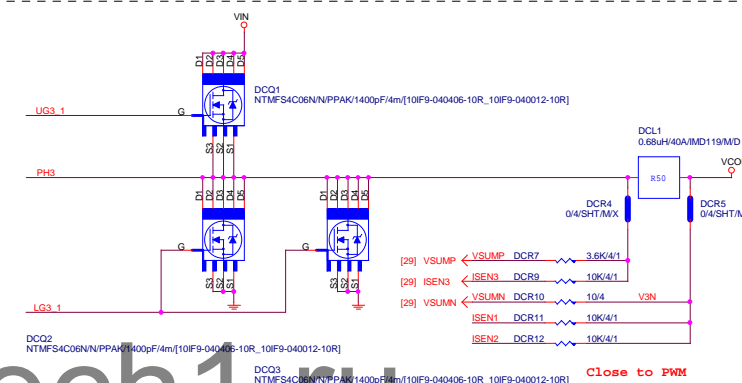 VIN
D1 D2 D3 D4 D5
DCQ1
NTMFS4C06N/N/PPAK/1400pF/4m/[10IF9-040406-10R_10IF9-040012-10R]
UG3_1
G
S3 S2 S1
DCL1
0.68uH/40A/IMD119/M/D
VCO
PH3
R50
D1 D2 D3 D4 D5
D1 D2 D3 D4 D5
DCR4
0/4/SHT/M/X
DCR5
0/4/SHT/M
G
G
S3 S2 S1
S3 S2 S1
[29] VSUMP VSUMP DCR7 3.6K/4/1
[29] ISEN3 ISEN3 DCR9 10K/4/1
[29] VSUMN VSUMN DCR10 10/4 V3N
LG3_1
ISEN1 DCR11 10K/4/1
ISEN2 DCR12 10K/4/1
DCQ2
NTMFS4C06N/N/PPAK/1400pF/4m/[10IF9-040406-10R_10IF9-040012-10R]
DCQ3
NTMFS4C06N/N/PPAK/1400pF/4m/[10IF9-040406-10R_10IF9-040012-10R]
Close to PWM